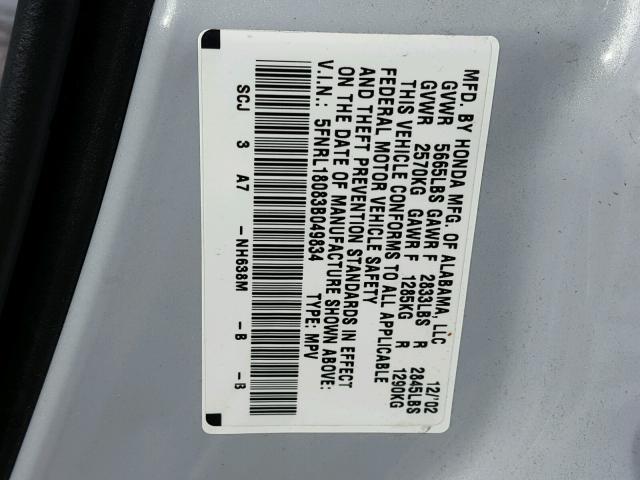 MFD. BY HONDA MFG. OF ALABAMA, LLC 12/'02
GVWR 5665LBS GAWR F 2833LBS R 2845LBS
GVWR 2570KG GAWR F 1285KG R 1290KG
THIS VEHICLE CONFORMS TO ALL APPLICABLE
FEDERAL MOTOR VEHICLE SAFETY
AND THEFT PREVENTION STANDARDS IN EFFECT
ON THE DATE OF MANUFACTURE SHOWN ABOVE:
V.I.N.: 5FNRL18083B049834 TYPE: MPV
SCJ 3 A7 -NH638M -B -B